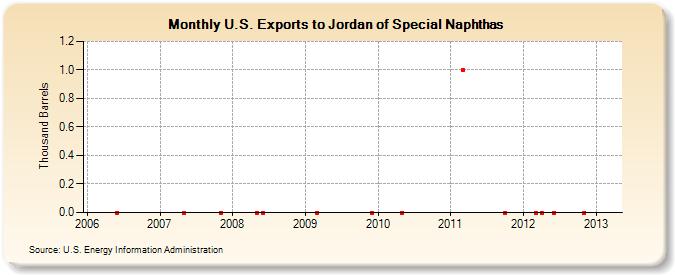 Monthly U.S. Exports to Jordan of Special Naphthas
Thousand Barrels
1.2
1.0
0.8
0.6
0.4
0.2
0.0
2006 2007 2008 2009 2010 2011 2012 2013
Source: U.S. Energy Information Administration